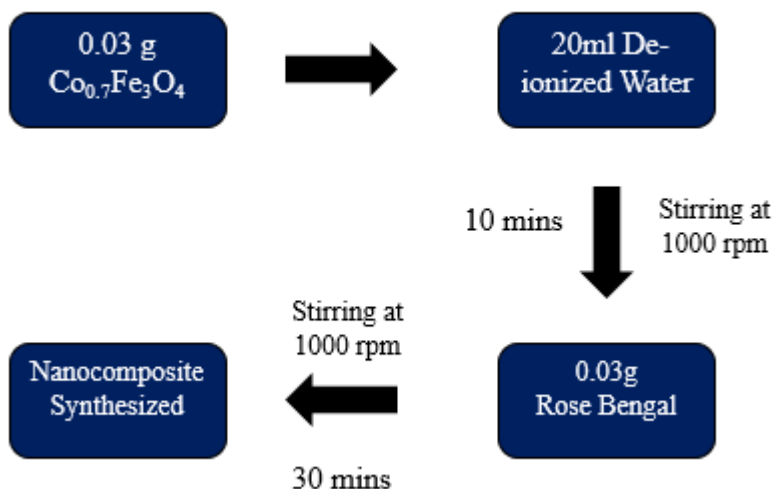 0.03 g
Co₀.₇Fe₃O₄
20ml De-
ionized Water
10 mins
Stirring at
1000 rpm
0.03g
Rose Bengal
Stirring at
1000 rpm
30 mins
Nanocomposite
Synthesized